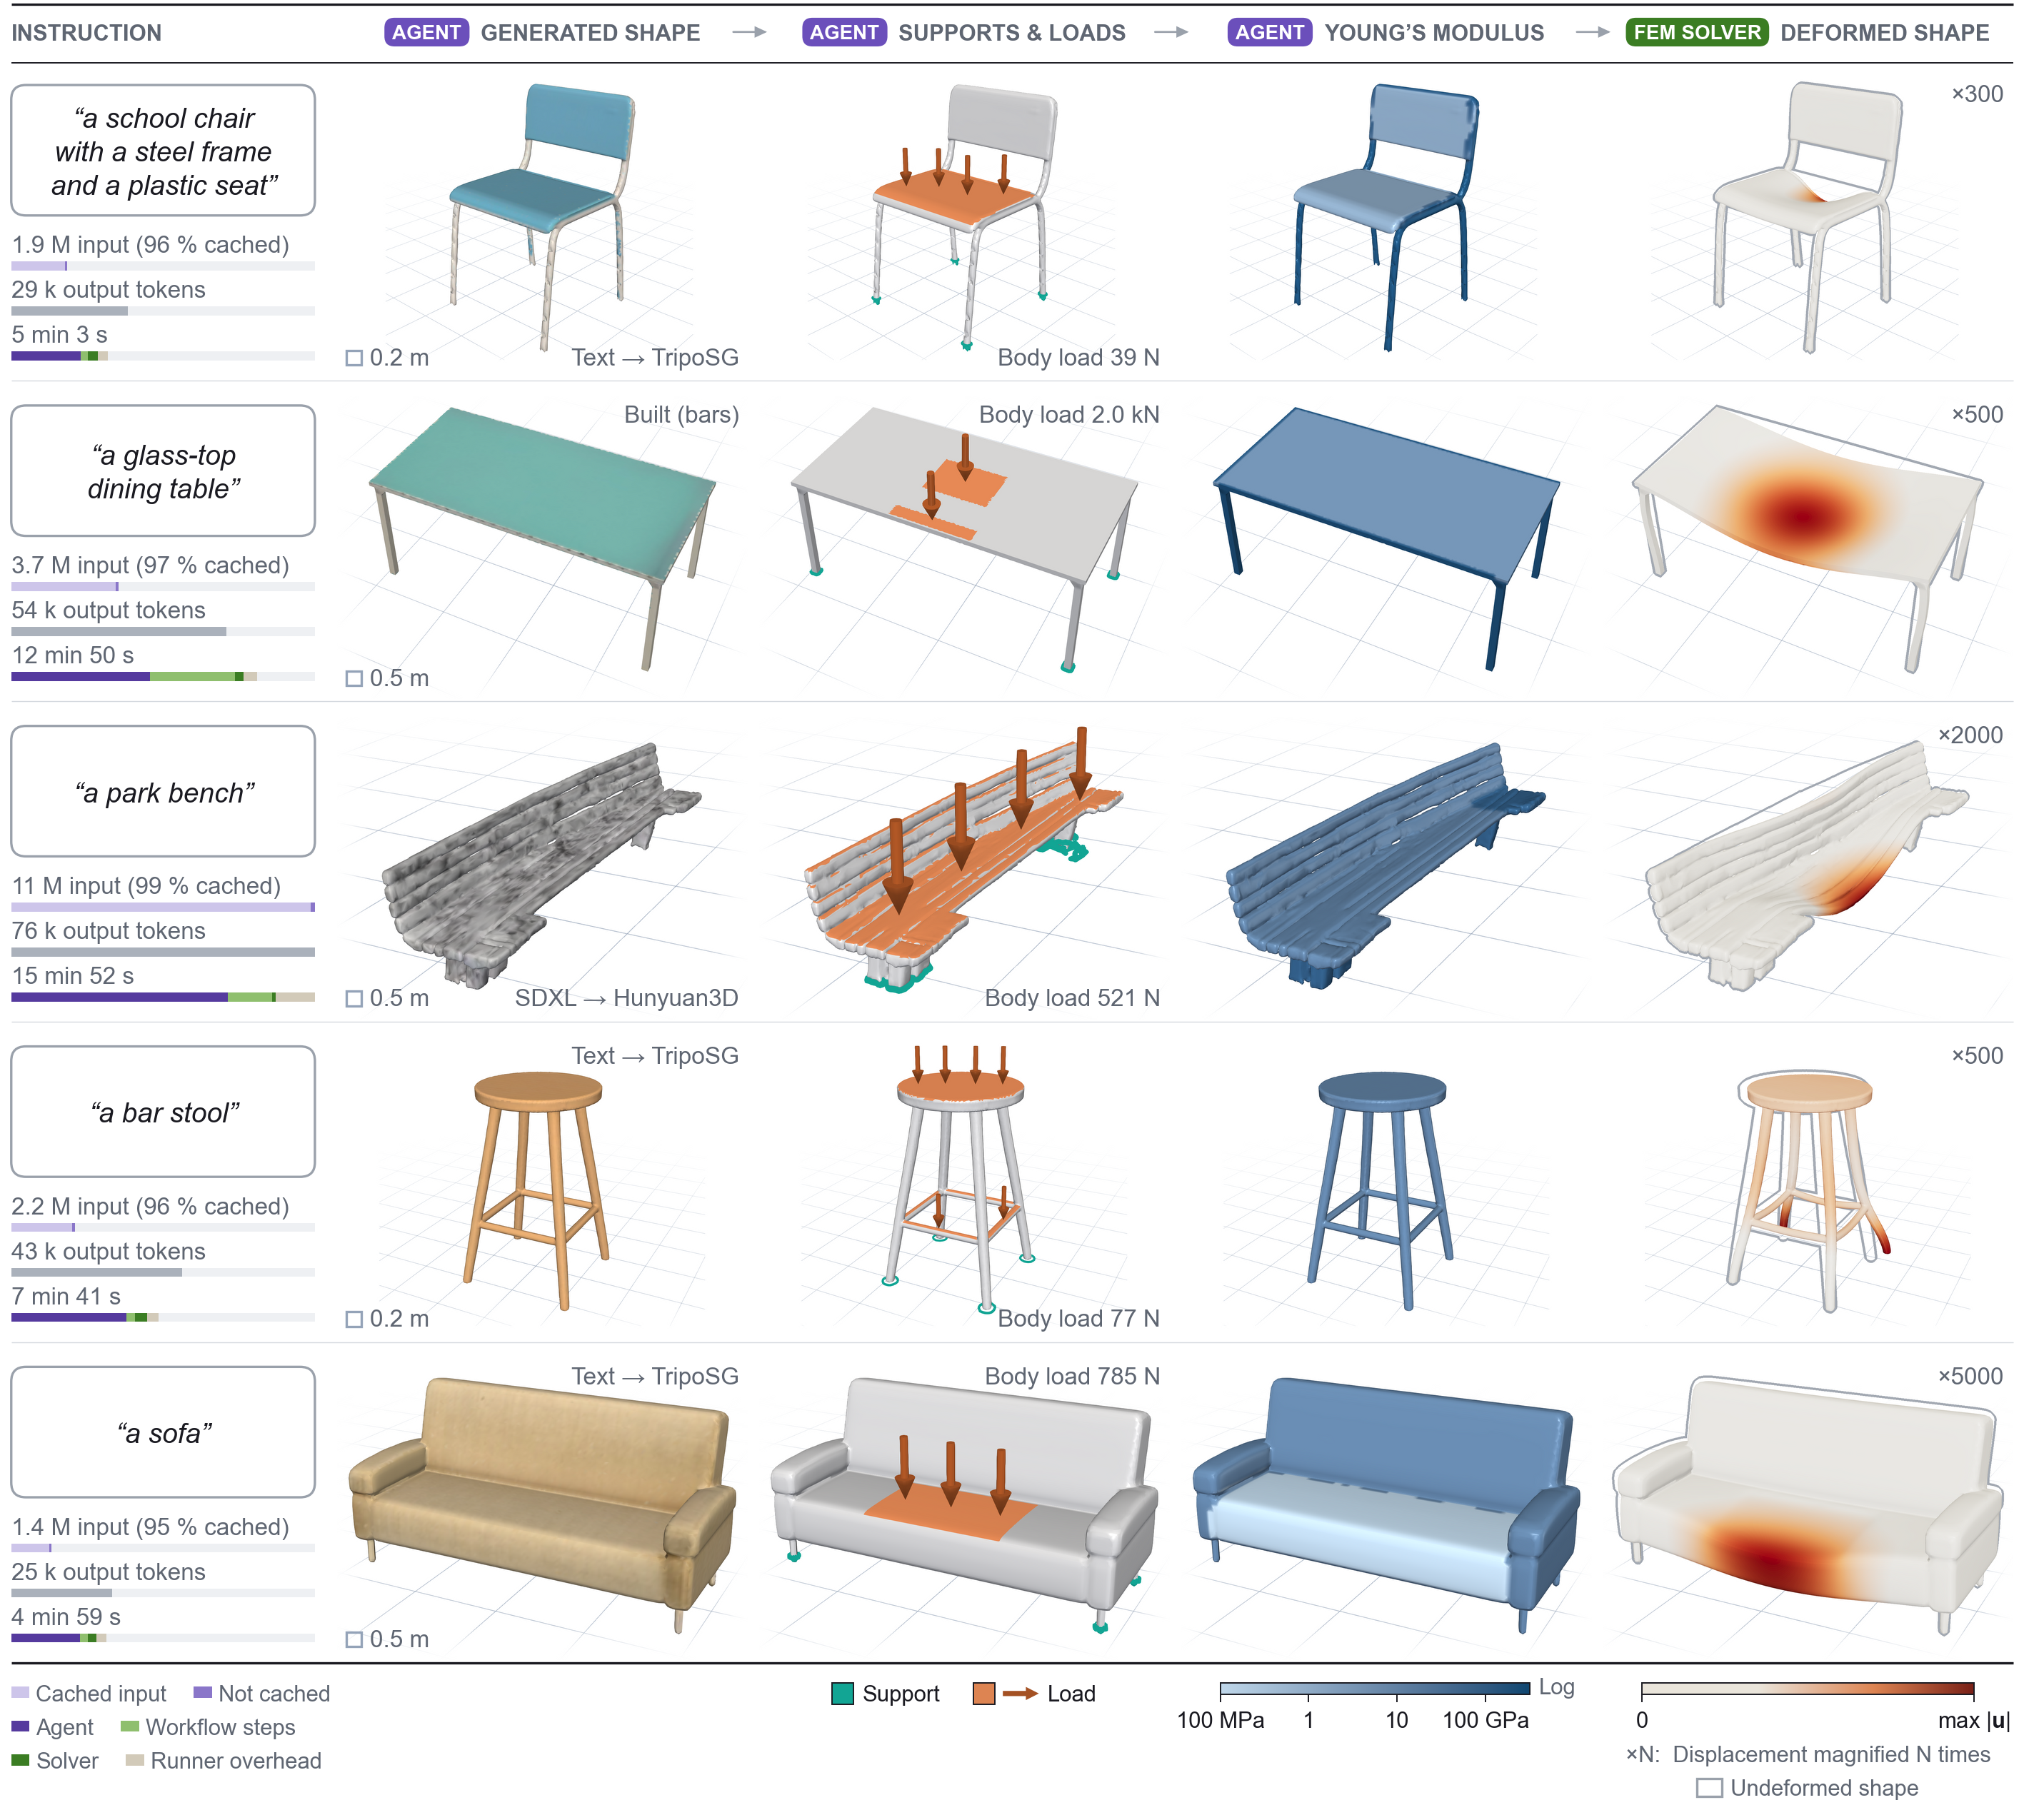 INSTRUCTION
AGENT GENERATED SHAPE → AGENT SUPPORTS & LOADS → AGENT YOUNG’S MODULUS → FEM SOLVER DEFORMED SHAPE
“a school chair
with a steel frame
and a plastic seat”
1.9 M input (96 % cached)
29 k output tokens
5 min 3 s
0.2 m
Text → TripoSG
Body load 39 N
×300
“a glass-top
dining table”
3.7 M input (97 % cached)
54 k output tokens
12 min 50 s
0.5 m
Built (bars)
Body load 2.0 kN
×500
“a park bench”
11 M input (99 % cached)
76 k output tokens
15 min 52 s
0.5 m
SDXL → Hunyuan3D
Body load 521 N
×2000
“a bar stool”
2.2 M input (96 % cached)
43 k output tokens
7 min 41 s
0.2 m
Text → TripoSG
Body load 77 N
×500
“a sofa”
1.4 M input (95 % cached)
25 k output tokens
4 min 59 s
0.5 m
Text → TripoSG
Body load 785 N
×5000
Cached input Not cached
Agent Workflow steps
Solver Runner overhead
Support Load
Log
100 MPa 1 10 100 GPa
0 max |u|
×N: Displacement magnified N times
Undeformed shape